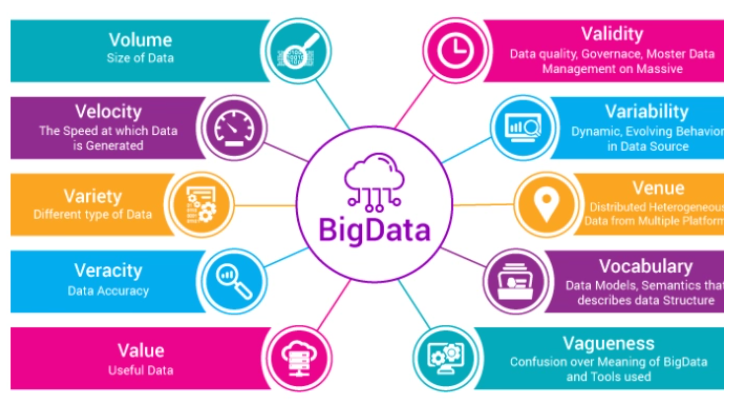 Volume
Size of Data
Velocity
The Speed at which Data
is Generated
Variety
Different type of Data
Veracity
Data Accuracy
Value
Useful Data
BigData
Validity
Data quality, Governace, Moster Data
Management on Massive
Variability
Dynamic, Evolving Behavior
in Data Source
Venue
Distributed Heterogeneous
Data from Multiple Platform
Vocabulary
Data Models, Semantics that
describes data Structure
Vagueness
Confusion over Meaning of BigData
and Tools used